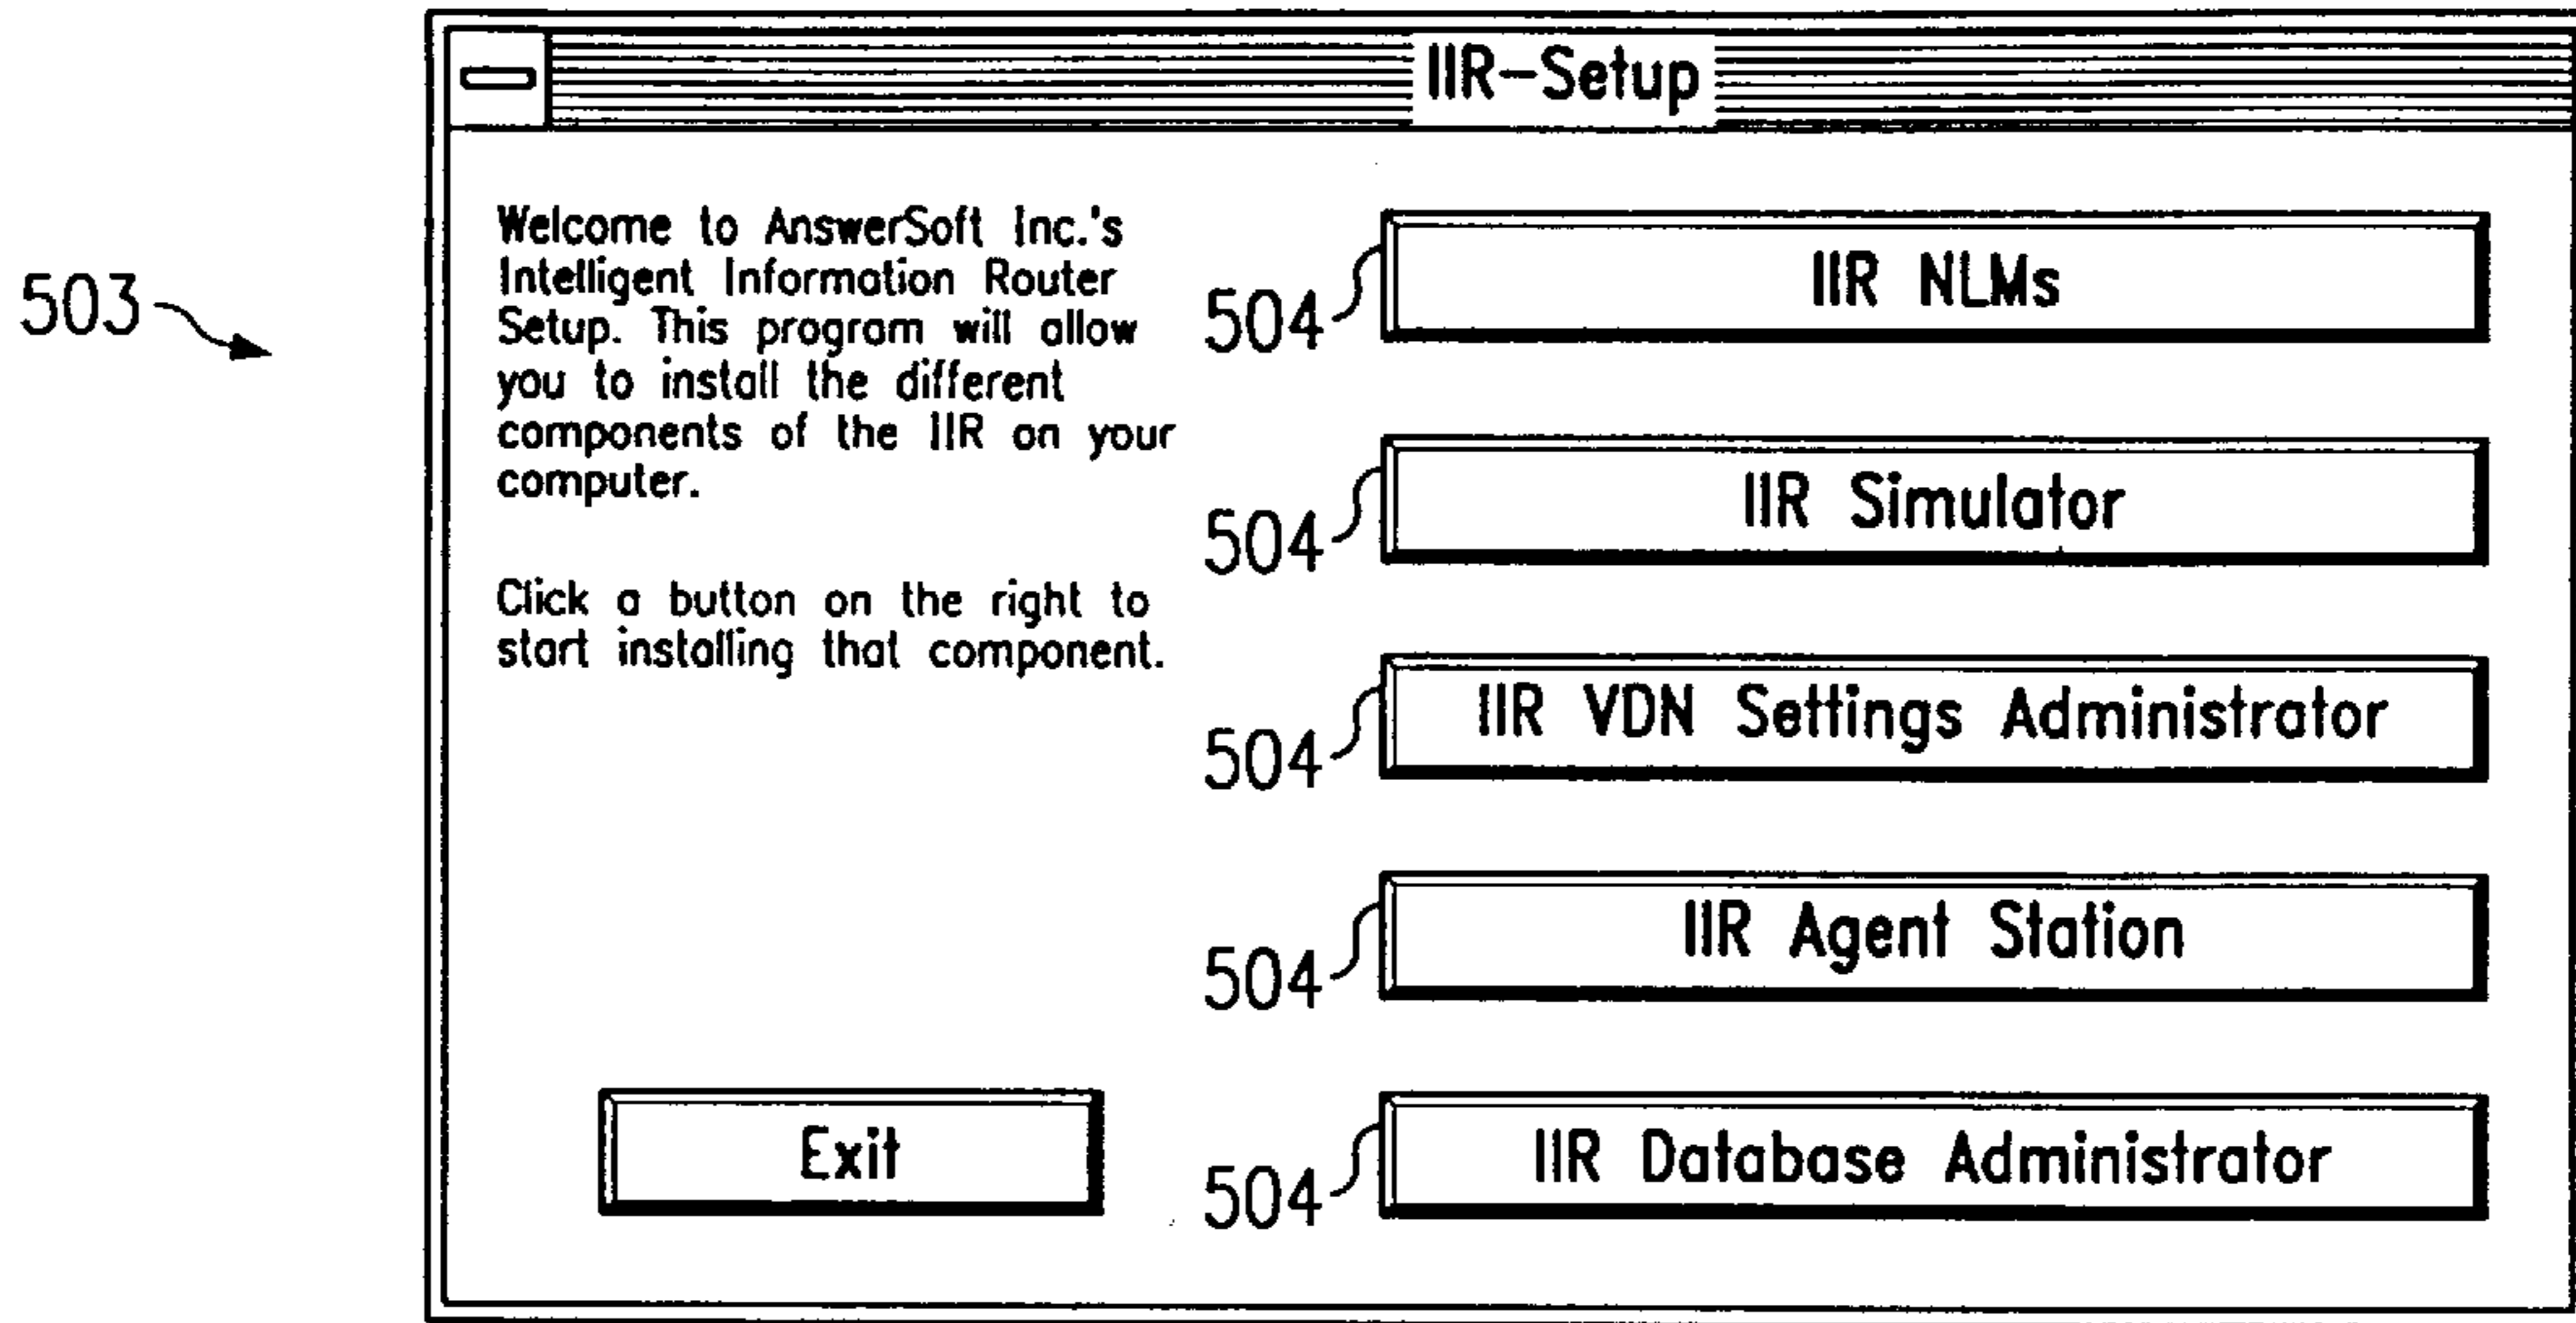 IIR-Setup
503
Welcome to AnswerSoft Inc.'s
Intelligent Information Router
Setup. This program will allow
you to install the different
components of the IIR on your
computer.
Click a button on the right to
start installing that component.
Exit
504
IIR NLMs
504
IIR Simulator
504
IIR VDN Settings Administrator
504
IIR Agent Station
504
IIR Database Administrator